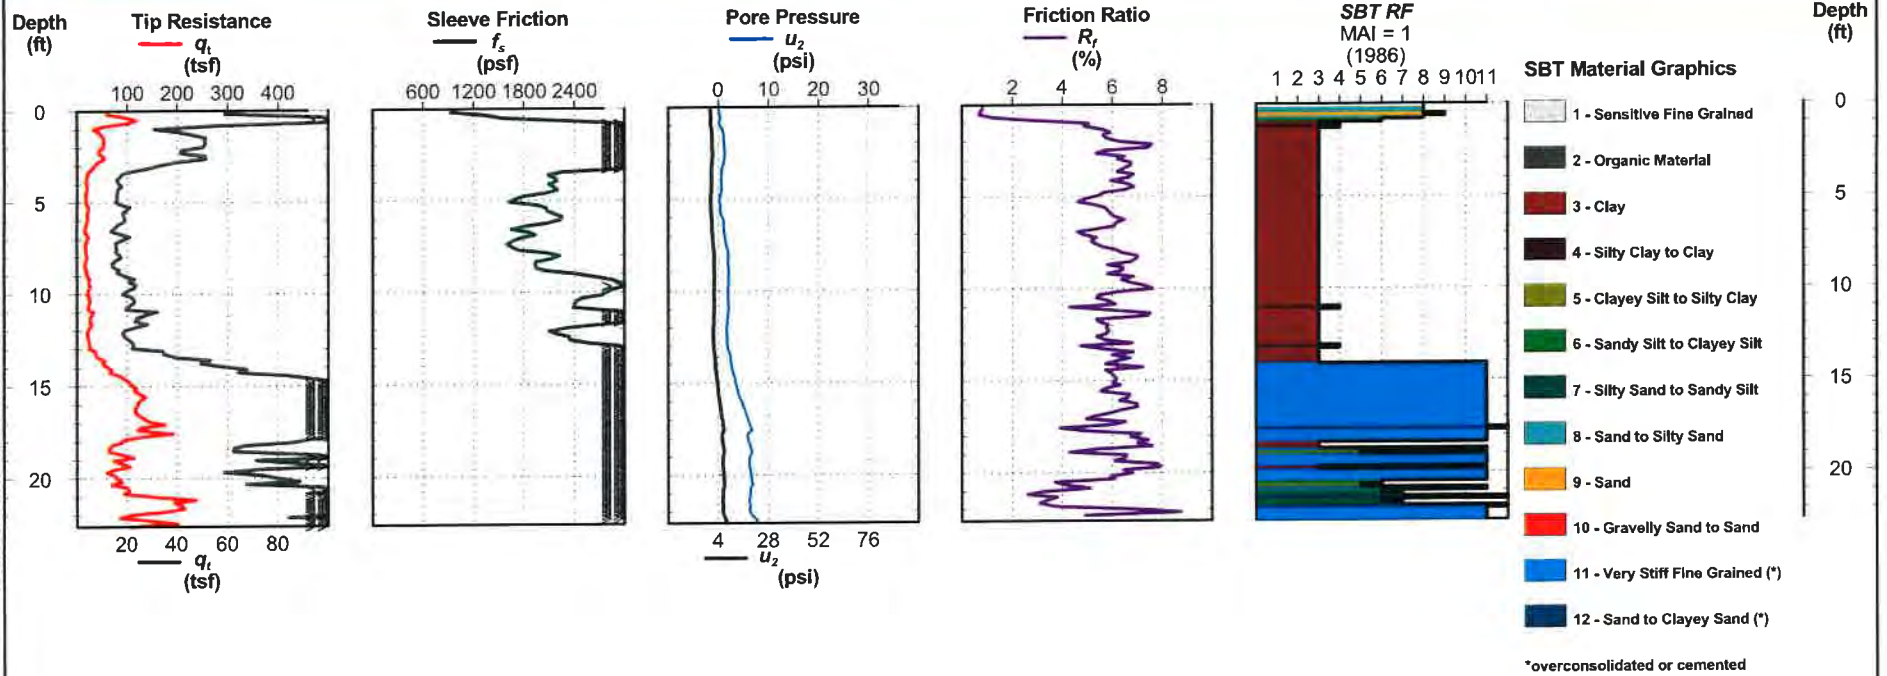 Depth
(ft)
Tip Resistance
qt
(tsf)
100 200 300 400
0
5
10
15
20
20 40 60 80
qt
(tsf)
Sleeve Friction
fs
(psf)
600 1200 1800 2400
Pore Pressure
u2
(psi)
0 10 20 30
4 28 52 76
u2
(psi)
Friction Ratio
Rf
(%)
2 4 6 8
SBT RF
MAI = 1
(1986)
1 2 3 4 5 6 7 8 9 10 11
SBT Material Graphics
1 - Sensitive Fine Grained
2 - Organic Material
3 - Clay
4 - Silty Clay to Clay
5 - Clayey Silt to Silty Clay
6 - Sandy Silt to Clayey Silt
7 - Silty Sand to Sandy Silt
8 - Sand to Silty Sand
9 - Sand
10 - Gravelly Sand to Sand
11 - Very Stiff Fine Grained (*)
12 - Sand to Clayey Sand (*)
*overconsolidated or cemented
Depth
(ft)
0
5
10
15
20